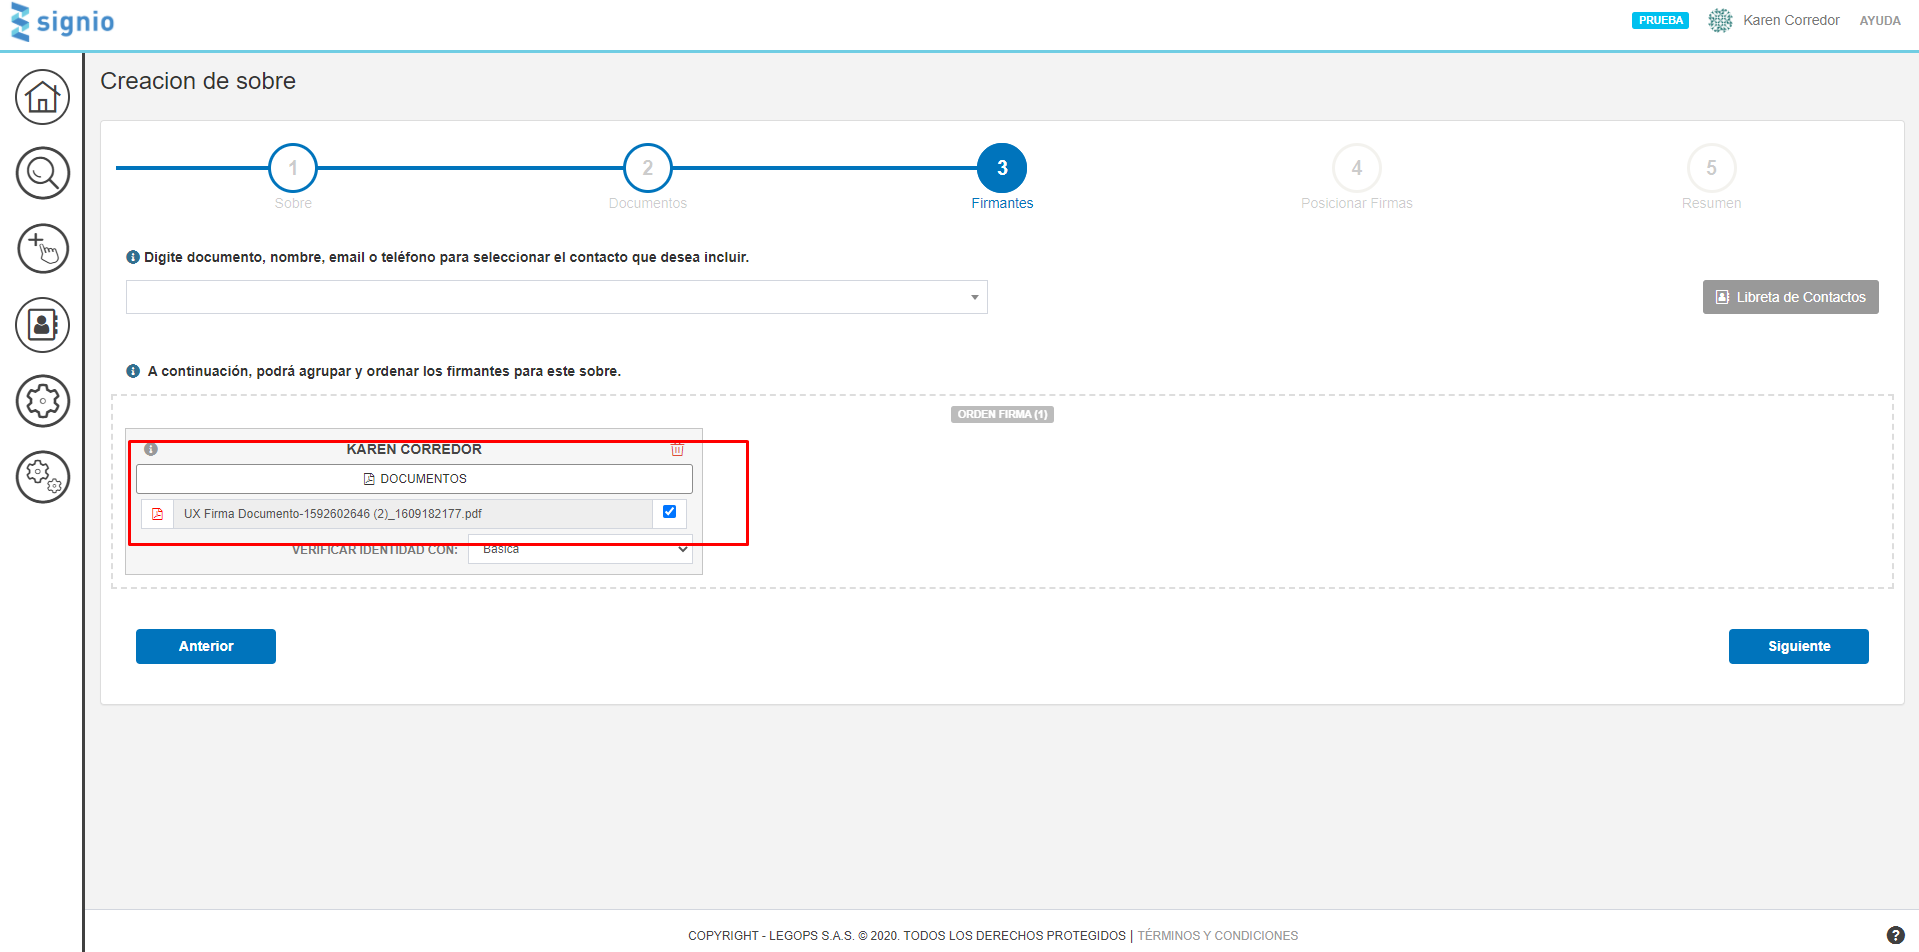 signio
PRUEBA
Karen Corredor
AYUDA
Creacion de sobre
1
2
3
4
5
Sobre
Documentos
Firmantes
Posicionar Firmas
Resumen
Digite documento, nombre, email o teléfono para seleccionar el contacto que desea incluir.
Libreta de Contactos
A continuación, podrá agrupar y ordenar los firmantes para este sobre.
ORDEN FIRMA (1)
KAREN CORREDOR
DOCUMENTOS
UX Firma Documento-1592602646 (2)_1609182177.pdf
VERIFICAR IDENTIDAD CON:
Basica
Anterior
Siguiente
COPYRIGHT - LEGOPS S.A.S. © 2020. TODOS LOS DERECHOS PROTEGIDOS | TÉRMINOS Y CONDICIONES